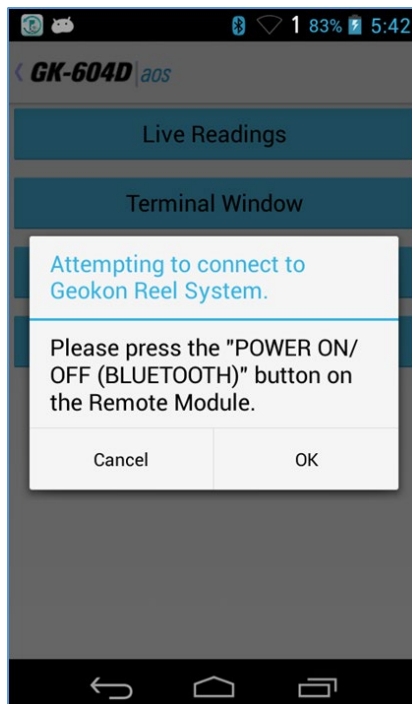 1 83% 5:42
GK-604D|aos
Live Readings
Terminal Window
Attempting to connect to
Geokon Reel System.
Please press the "POWER ON/
OFF (BLUETOOTH)" button on
the Remote Module.
Cancel OK